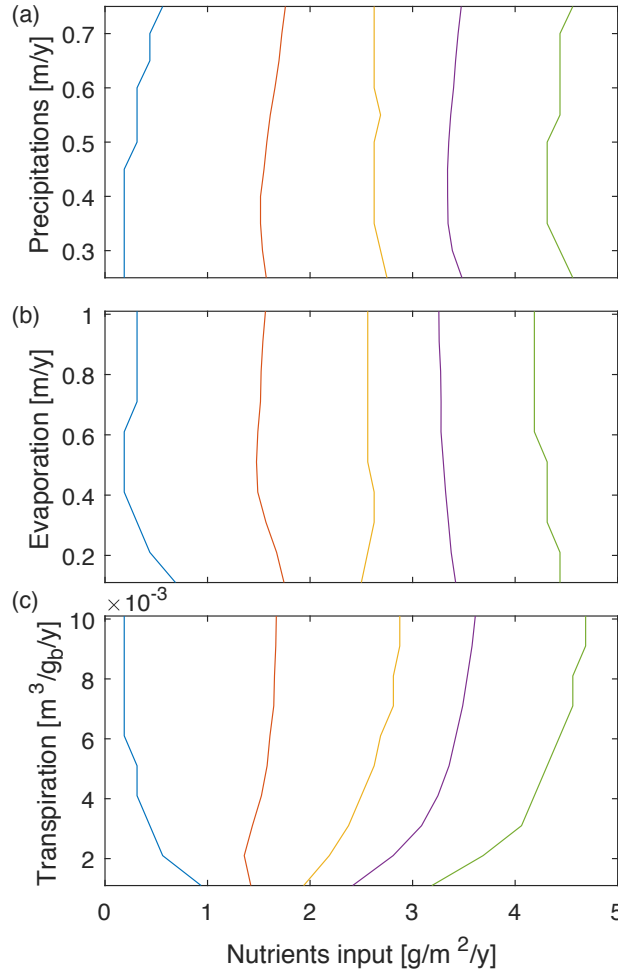 (a)
Precipitations [m/y]
0.7
0.6
0.5
0.4
0.3
(b)
Evaporation [m/y]
1
0.8
0.6
0.4
0.2
(c)
×10⁻³
Transpiration [m³/g_b/y]
10
8
6
4
2
0 1 2 3 4 5
Nutrients input [g/m²/y]